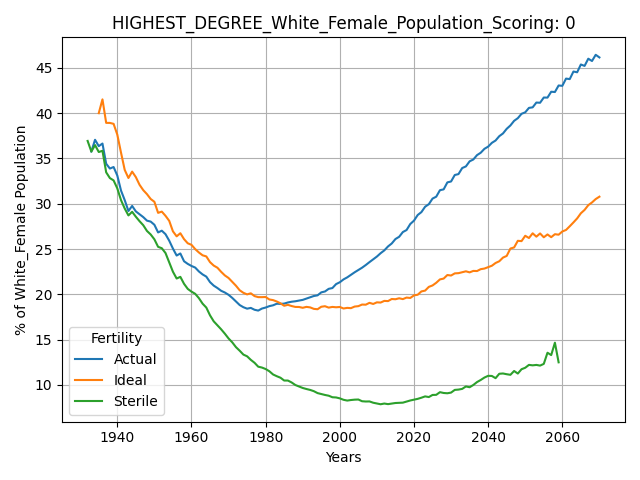 HIGHEST_DEGREE_White_Female_Population_Scoring: 0
45
40
35
30
25
20
15
10
% of White_Female Population
Fertility
Actual
Ideal
Sterile
1940 1960 1980 2000 2020 2040 2060
Years